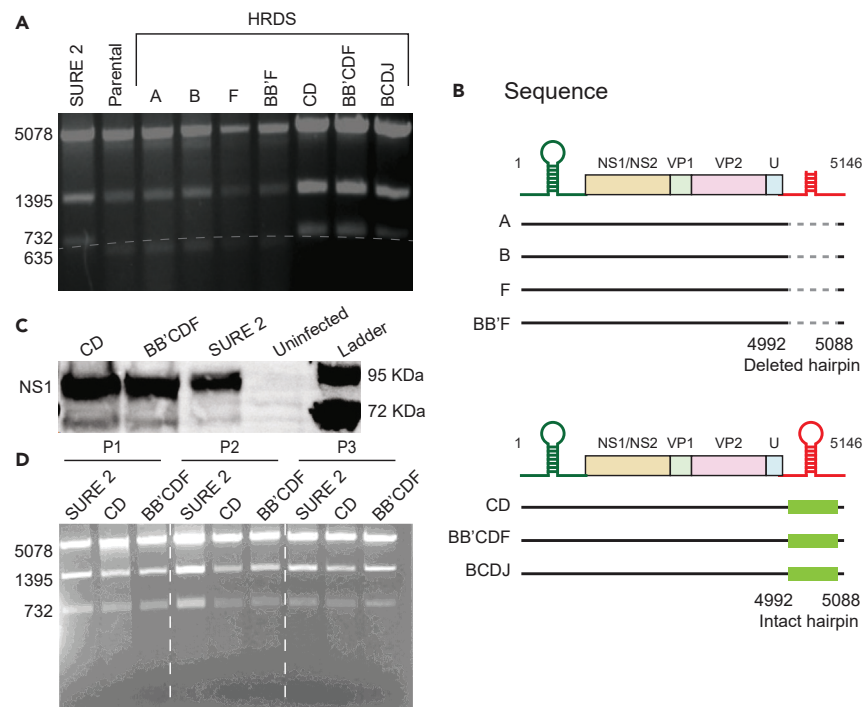 A
HRDS
SURE 2
Parental
A
B
F
BB'F
CD
BB'CDF
BCDJ
5078
1395
732
635
B Sequence
1
NS1/NS2
VP1
VP2
U
5146
A
B
F
BB'F
4992 5088
Deleted hairpin
1
NS1/NS2
VP1
VP2
U
5146
CD
BB'CDF
BCDJ
4992 5088
Intact hairpin
C
CD
BB'CDF
SURE 2
Uninfected
Ladder
NS1
95 KDa
72 KDa
D
P1
P2
P3
SURE 2
CD
BB'CDF
SURE 2
CD
BB'CDF
SURE 2
CD
BB'CDF
5078
1395
732